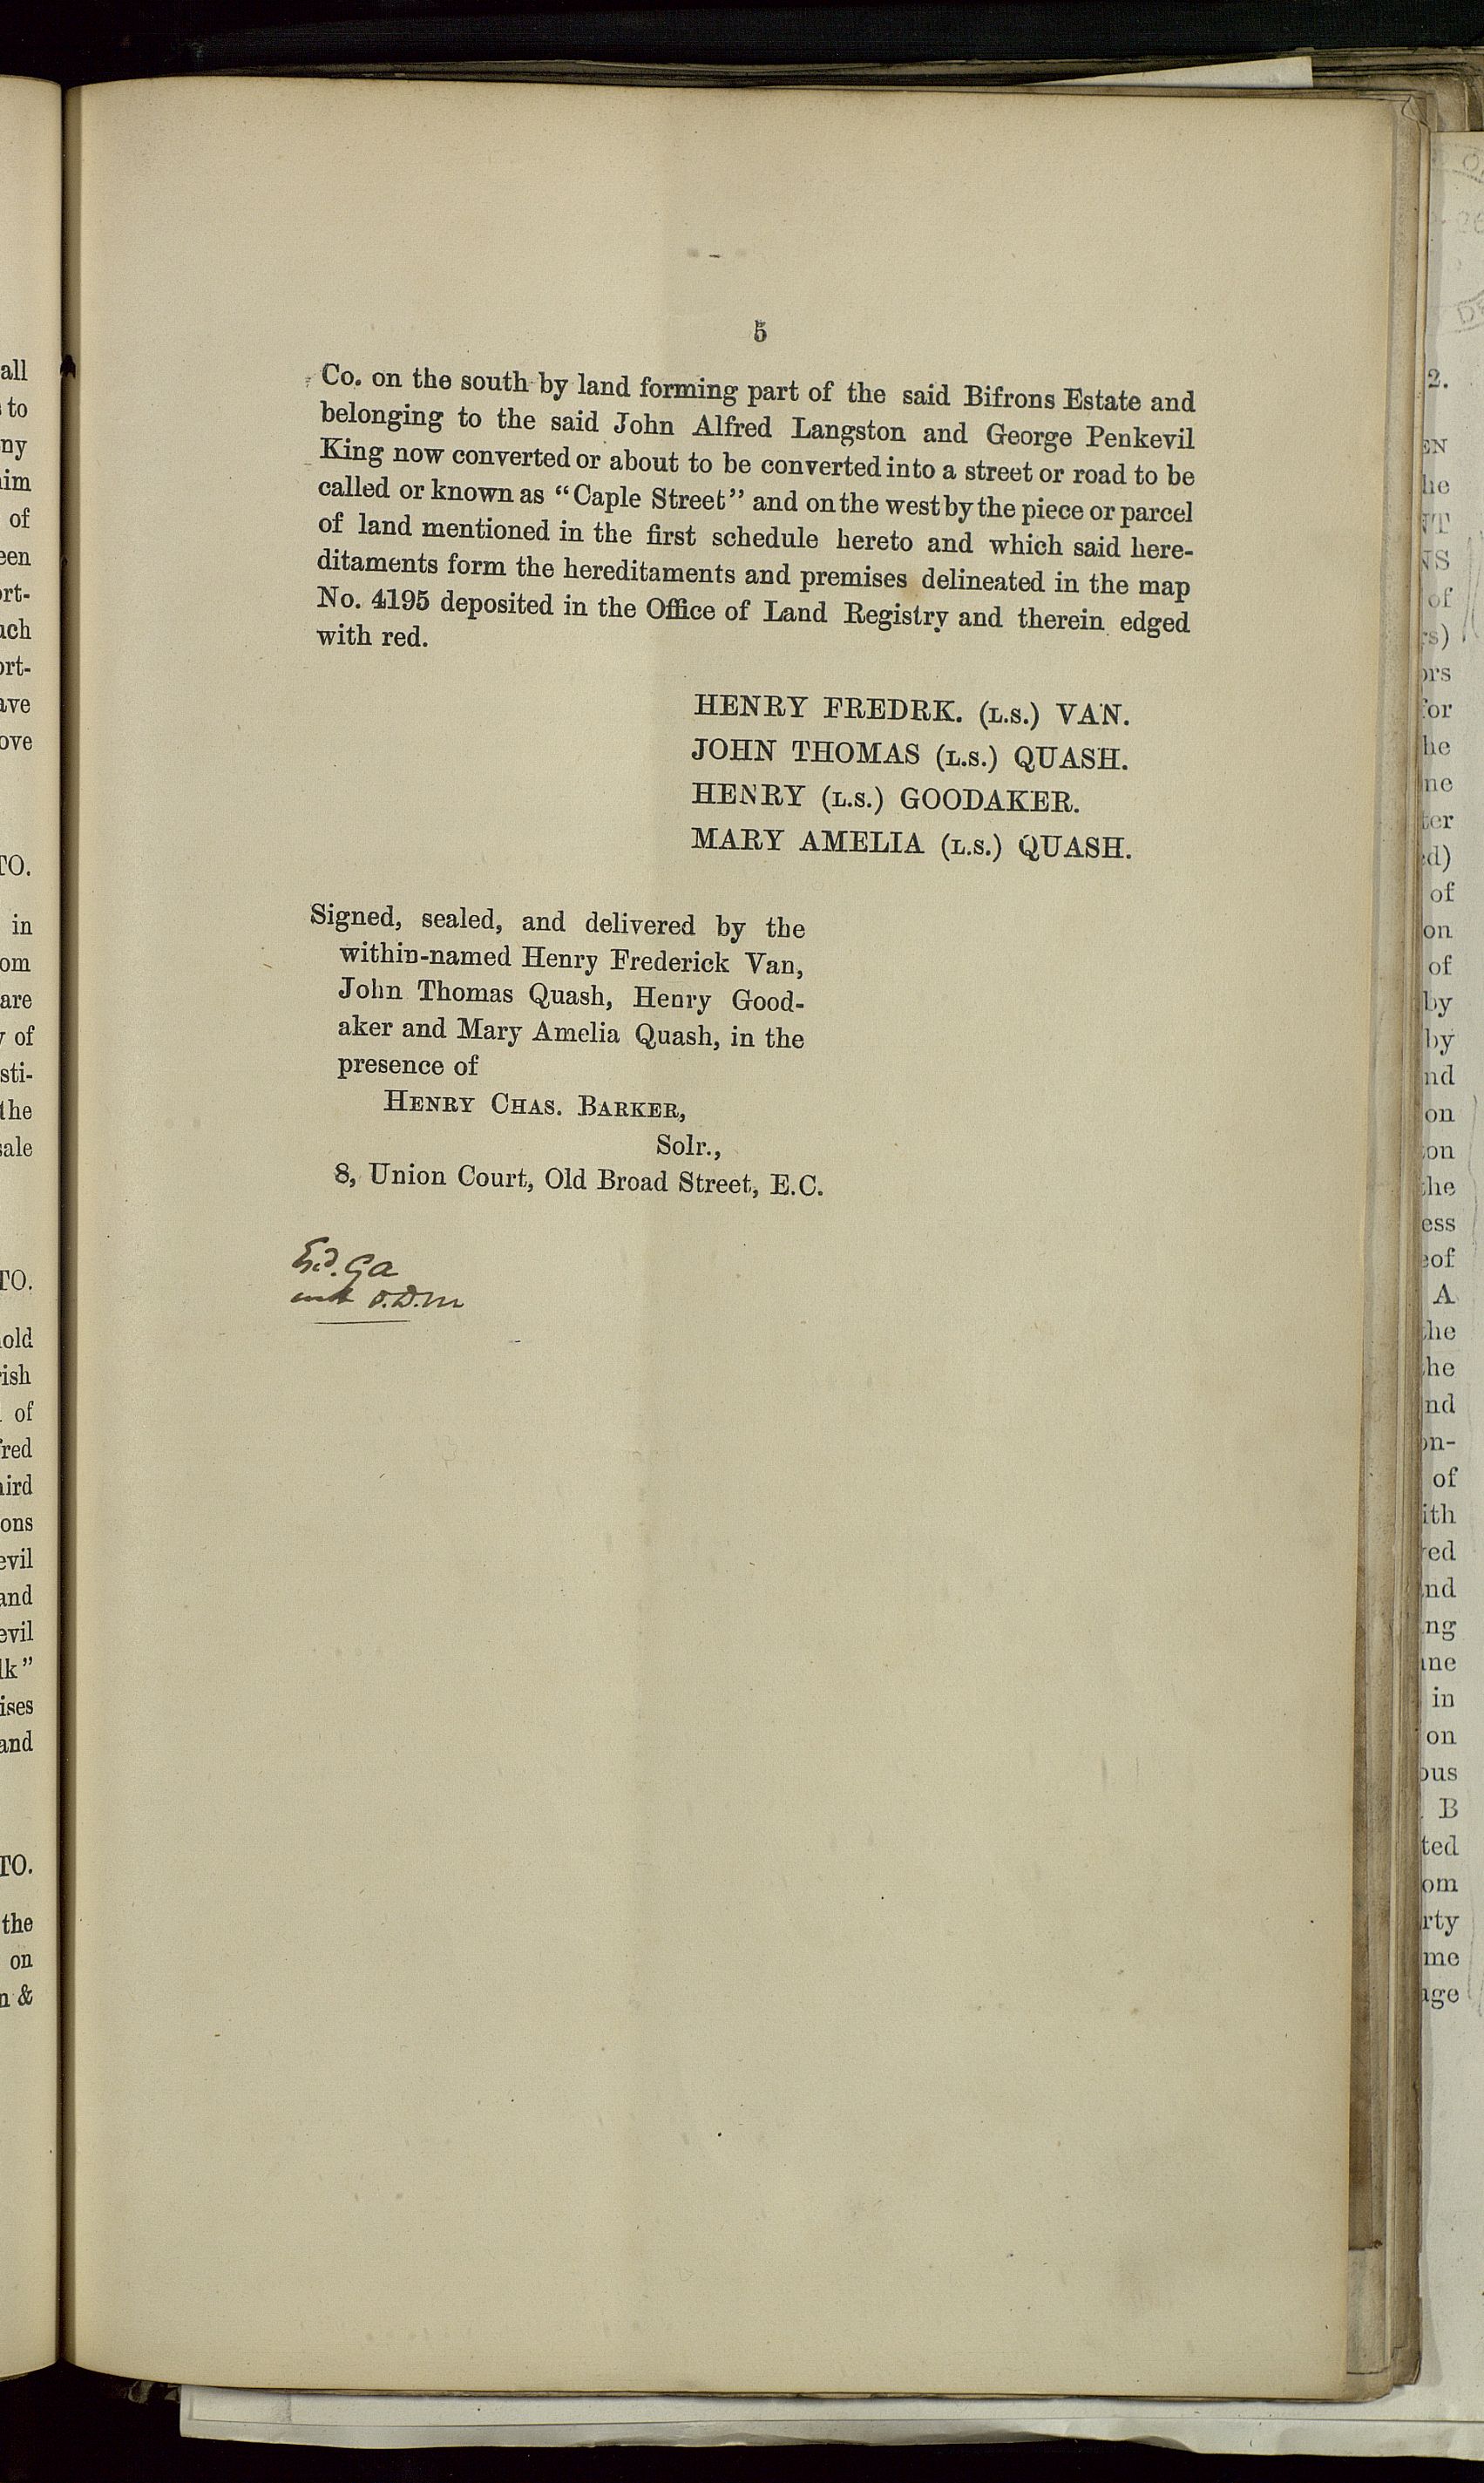 5
Co. on the south by land forming part of the said Bifrons Estate and
belonging to the said John Alfred Langston and George Penkevil
King now converted or about to be converted into a street or road to be
called or known as “Caple Street” and on the west by the piece or parcel
of land mentioned in the first schedule hereto and which said here-
ditaments form the hereditaments and premises delineated in the map
No. 4195 deposited in the Office of Land Registry and therein edged
with red.
HENRY FREDRK. (L.S.) VAN.
JOHN THOMAS (L.S.) QUASH.
HENRY (L.S.) GOODAKER.
MARY AMELIA (L.S.) QUASH.
Signed, sealed, and delivered by the
within-named Henry Frederick Van,
John Thomas Quash, Henry Good-
aker and Mary Amelia Quash, in the
presence of
HENRY CHAS. BARKER,
Solr.,
8, Union Court, Old Broad Street, E.C.